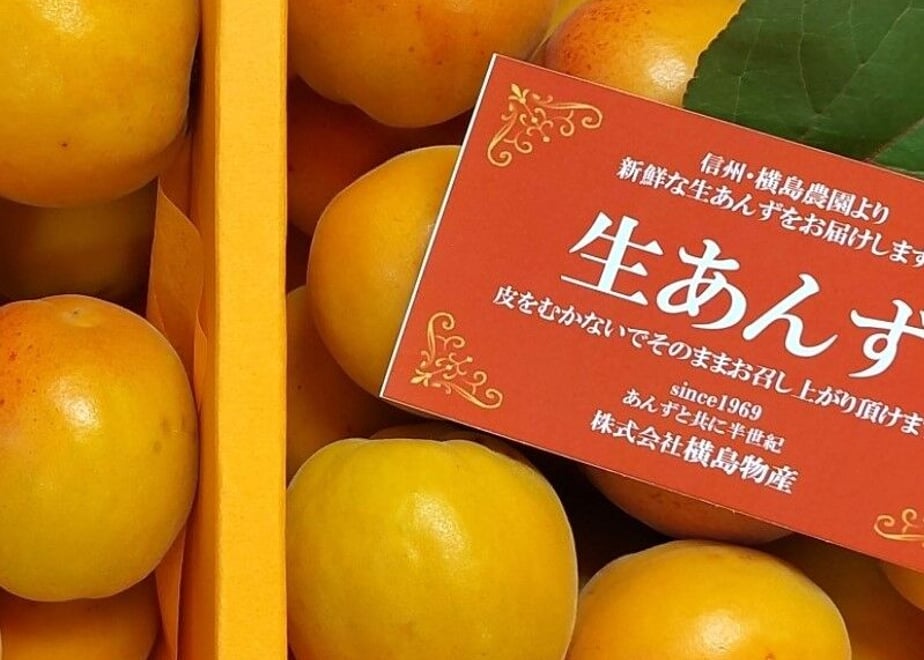 信州・横島農園より
新鮮な生あんずをお届けします
生あんず
皮をむかないでそのままお召し上がり頂けま
since1969
あんずと共に半世紀
株式会社横島物産